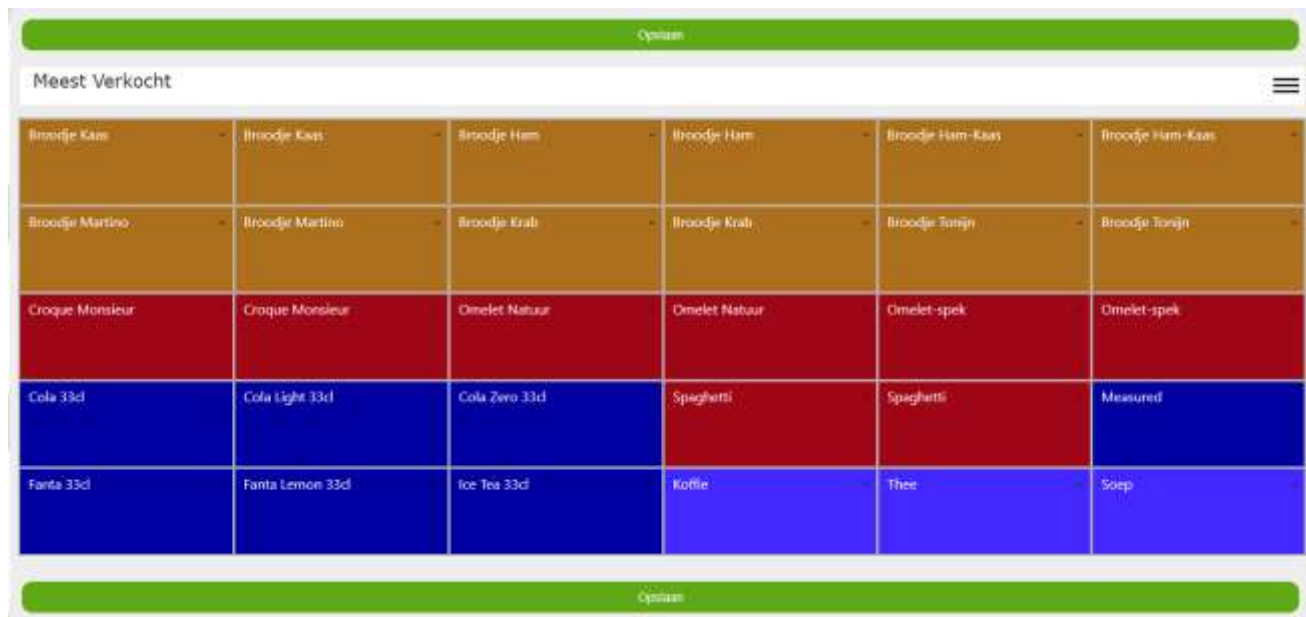 Opslaan
Meest Verkocht
Broodje Kaas Broodje Kaas Broodje Ham Broodje Ham Broodje Ham-Kaas Broodje Ham-Kaas
Broodje Martino Broodje Martino Broodje Krab Broodje Krab Broodje Tonijn Broodje Tonijn
Croque Monsieur Croque Monsieur Omelet Natuur Omelet Natuur Omelet-spek Omelet-spek
Cola 33cl Cola Light 33cl Cola Zero 33cl Spaghetti Spaghetti Measured
Fanta 33cl Fanta Lemon 33cl Ice Tea 33cl Koffie Thee Soep
Opslaan